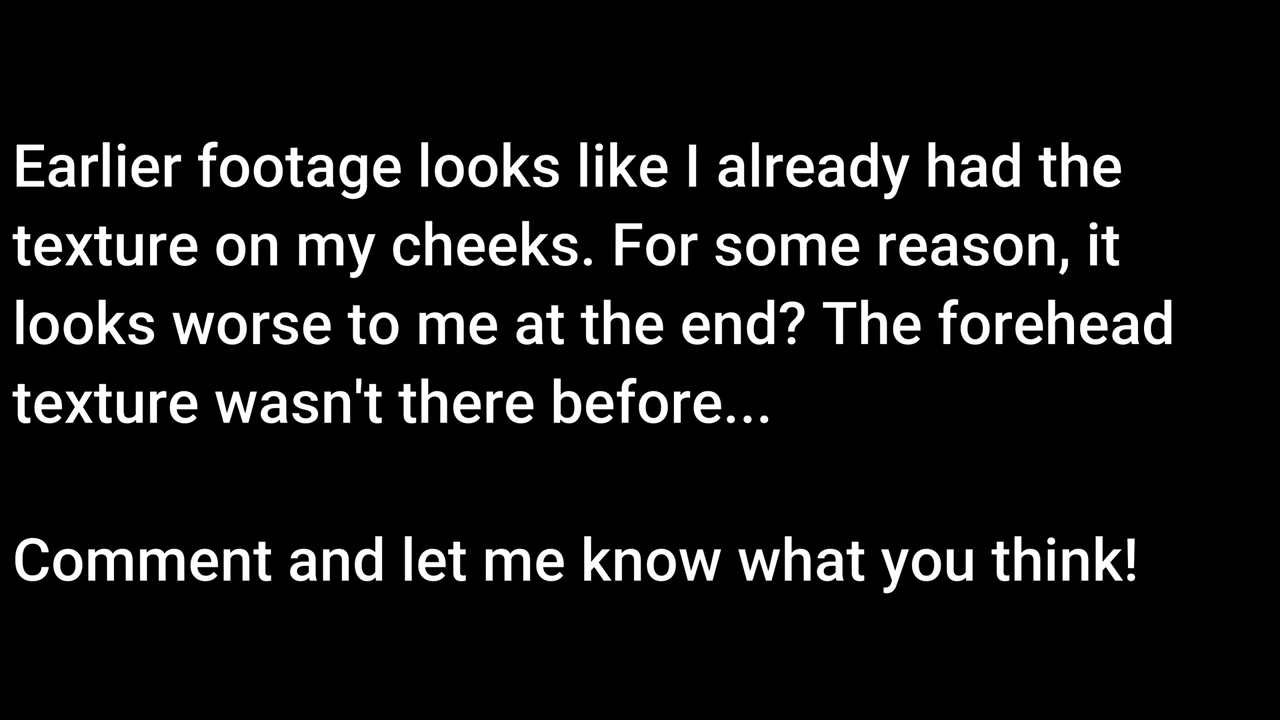 Earlier footage looks like I already had the
texture on my cheeks. For some reason, it
looks worse to me at the end? The forehead
texture wasn't there before...
Comment and let me know what you think!